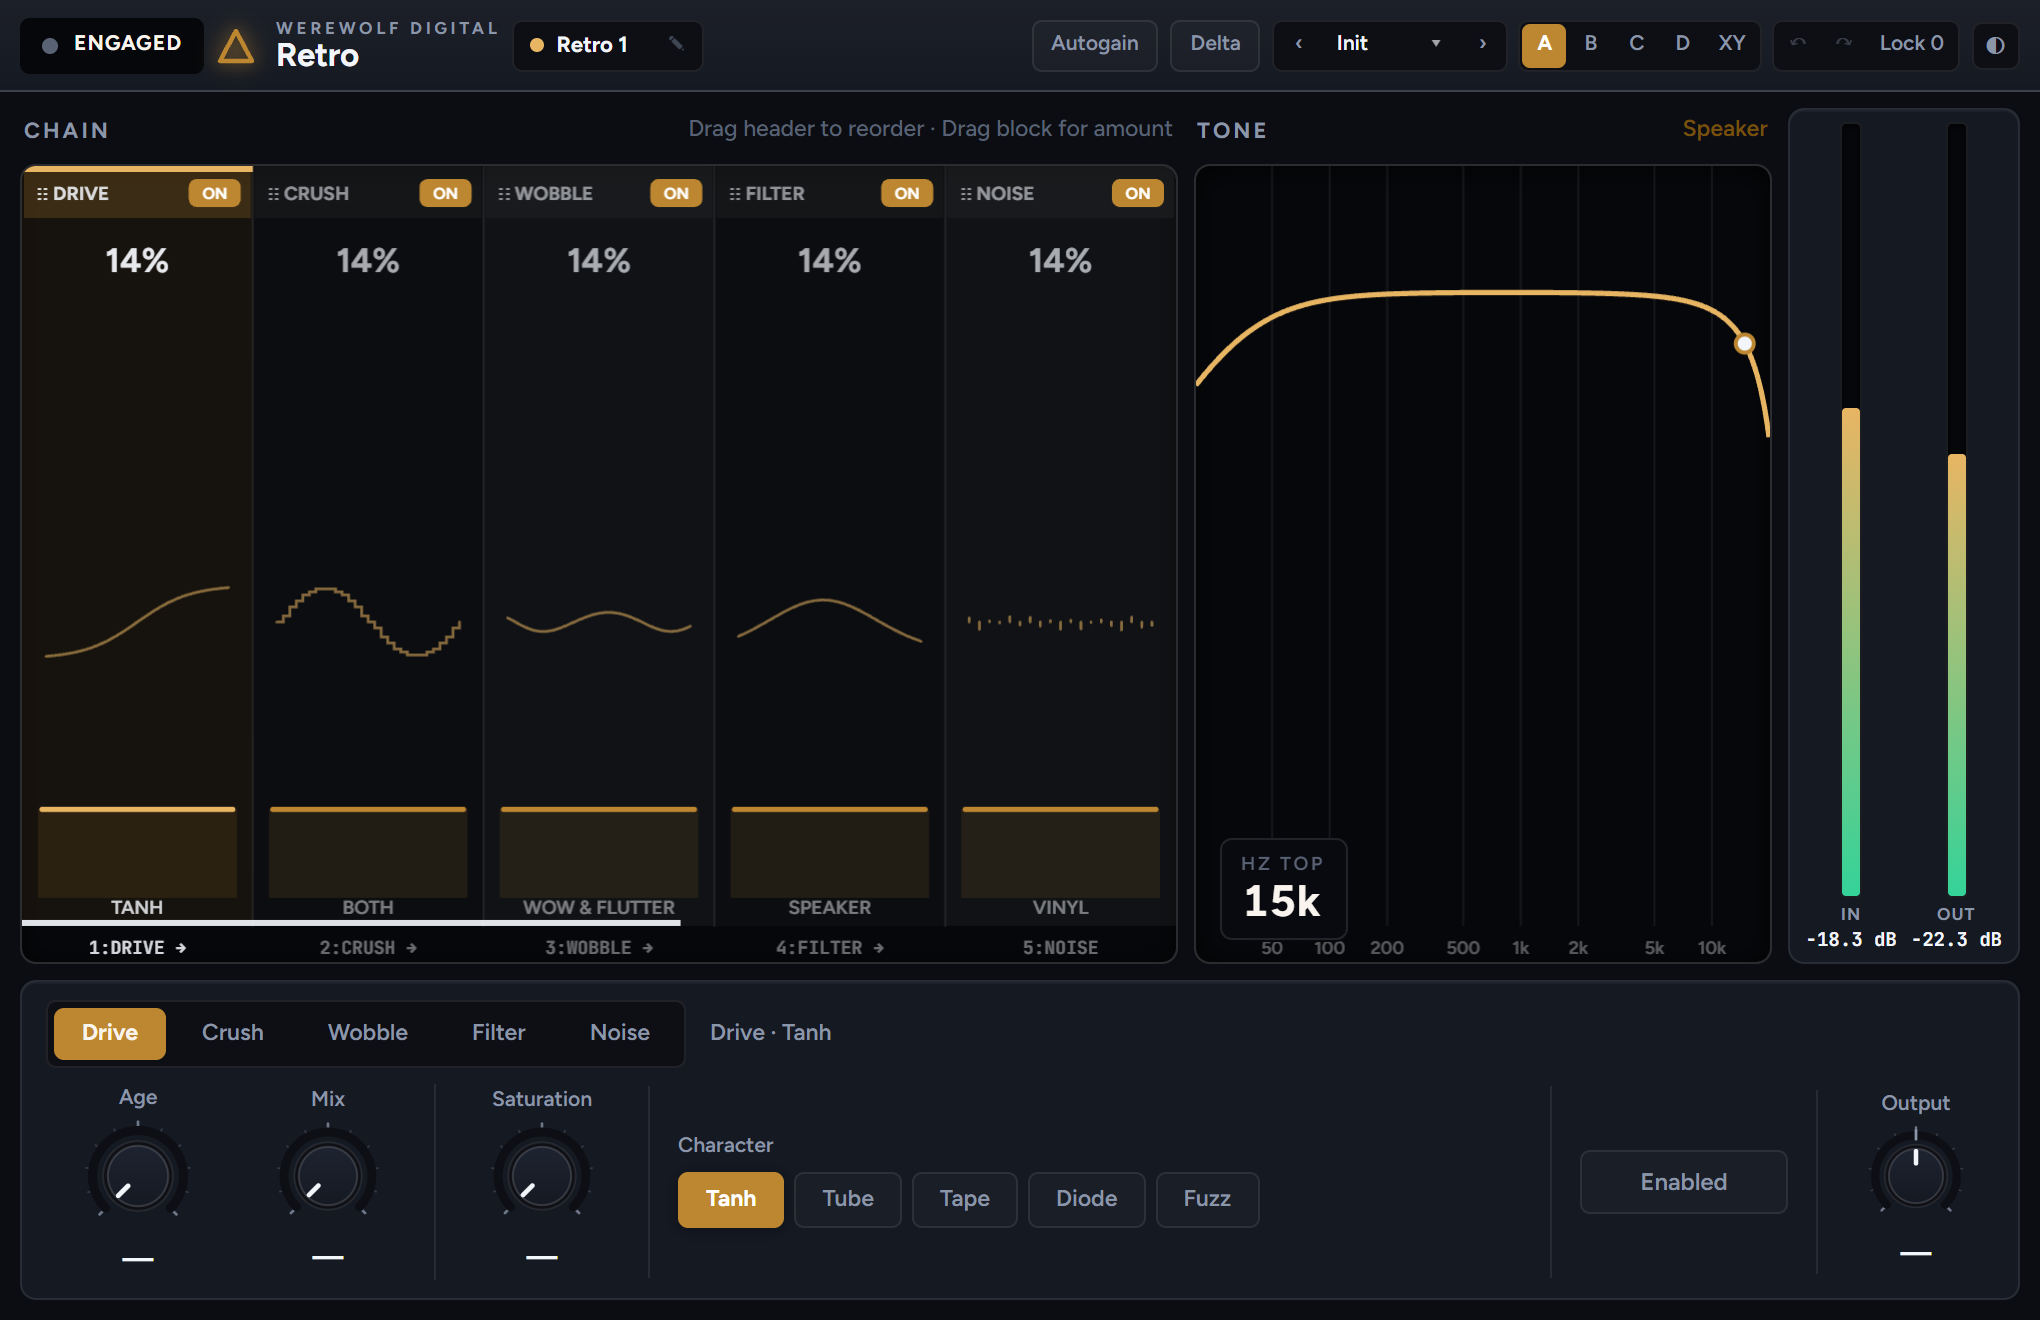 ENGAGED
WEREWOLF DIGITAL
Retro
Retro 1
Autogain
Delta
‹ Init ▾ ›
A B C D XY
Lock 0
CHAIN
Drag header to reorder · Drag block for amount
TONE
Speaker
DRIVE ON
CRUSH ON
WOBBLE ON
FILTER ON
NOISE ON
14% 14% 14% 14% 14%
TANH
BOTH
WOW & FLUTTER
SPEAKER
VINYL
1:DRIVE →
2:CRUSH →
3:WOBBLE →
4:FILTER →
5:NOISE
HZ TOP
15k
50 100 200 500 1k 2k 5k 10k
IN OUT
-18.3 dB -22.3 dB
Drive Crush Wobble Filter Noise
Drive · Tanh
Age
Mix
Saturation
Character
Tanh Tube Tape Diode Fuzz
Enabled
Output
— — — —